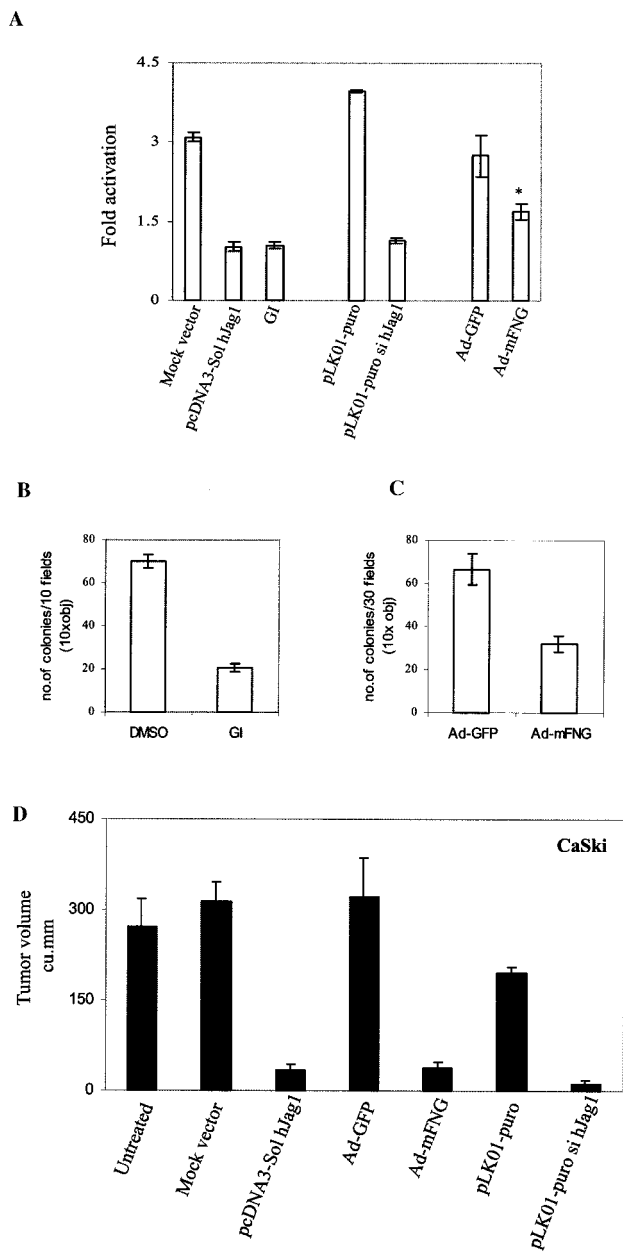 A
4.5
3
1.5
0
Fold activation
*
Mock vector
pcDNA3-Sol hJag1
GI
pLK01-puro
pLK01-puro si hJag1
Ad-GFP
Ad-mFNG
B
80
60
40
20
0
no.of colonies/10 fields
(10xobj)
DMSO
GI
C
80
60
40
20
0
no.of colonies/30 fields
(10x obj)
Ad-GFP
Ad-mFNG
D
450
300
150
0
Tumor volume
cu.mm
CaSki
Untreated
Mock vector
pcDNA3-Sol hJag1
Ad-GFP
Ad-mFNG
pLK01-puro
pLK01-puro si hJag1